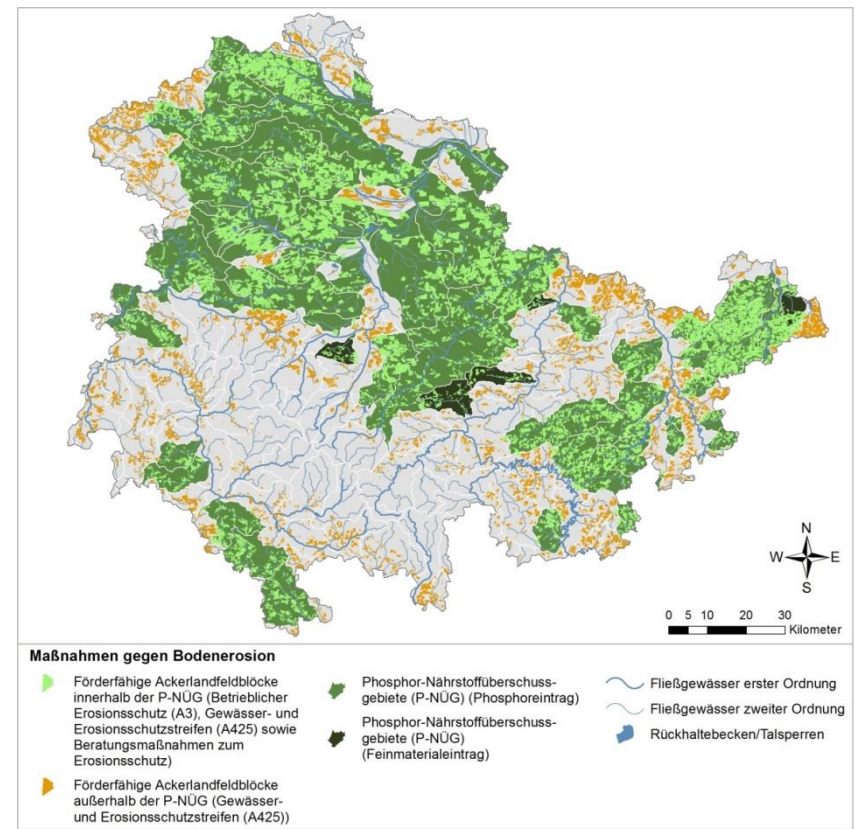 N
W E
S
0 5 10 20 30
Kilometer
Maßnahmen gegen Bodenerosion
Förderfähige Ackerlandfeldblöcke
innerhalb der P-NÜG (Betrieblicher
Erosionsschutz (A3), Gewässer- und
Erosionsschutzstreifen (A425) sowie
Beratungsmaßnahmen zum
Erosionsschutz)
Förderfähige Ackerlandfeldblöcke
außerhalb der P-NÜG (Gewässer-
und Erosionsschutzstreifen (A425))
Phosphor-Nährstoffüberschuss-
gebiete (P-NÜG) (Phosphoreintrag)
Phosphor-Nährstoffüberschuss-
gebiete (P-NÜG)
(Feinmaterialeintrag)
Fließgewässer erster Ordnung
Fließgewässer zweiter Ordnung
Rückhaltebecken/Talsperren